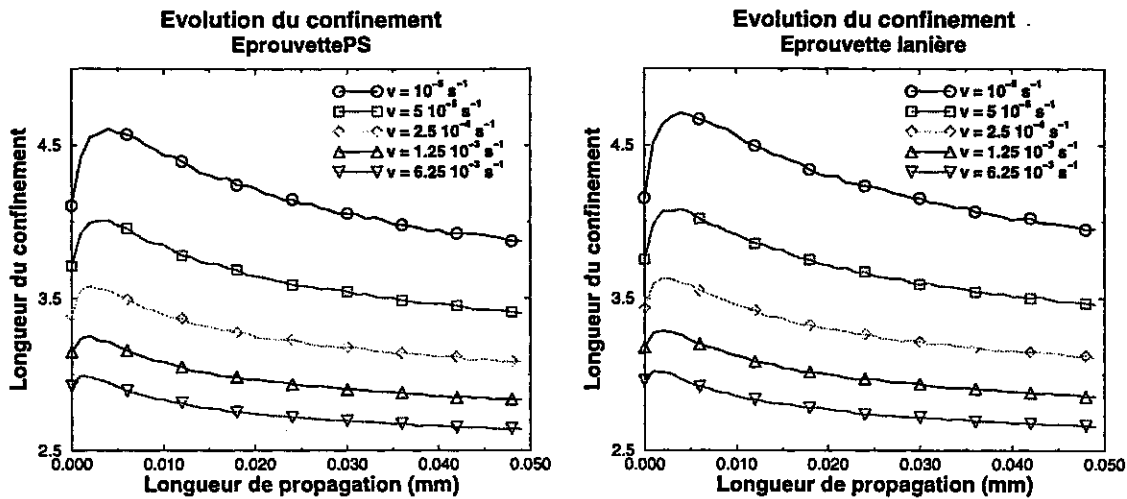 Evolution du confinement
EprouvettePS
v = 10⁻⁵ s⁻¹
v = 5 10⁻⁵ s⁻¹
v = 2.5 10⁻⁴ s⁻¹
v = 1.25 10⁻³ s⁻¹
v = 6.25 10⁻³ s⁻¹
Longueur du confinement
4.5
3.5
2.5
0.000
0.010
0.020
0.030
0.040
0.050
Longueur de propagation (mm)
Evolution du confinement
Eprouvette lanière
v = 10⁻⁵ s⁻¹
v = 5 10⁻⁵ s⁻¹
v = 2.5 10⁻⁴ s⁻¹
v = 1.25 10⁻³ s⁻¹
v = 6.25 10⁻³ s⁻¹
Longueur du confinement
4.5
3.5
2.5
0.000
0.010
0.020
0.030
0.040
0.050
Longueur de propagation (mm)